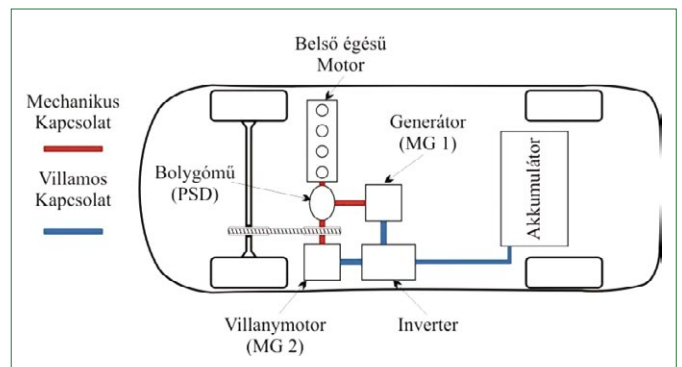 Belső égésű
Motor
Mechanikus
Kapcsolat
Generátor
(MG 1)
Villamos
Kapcsolat
Bolygómű
(PSD)
Akkumulátor
Villanymotor
(MG 2)
Inverter